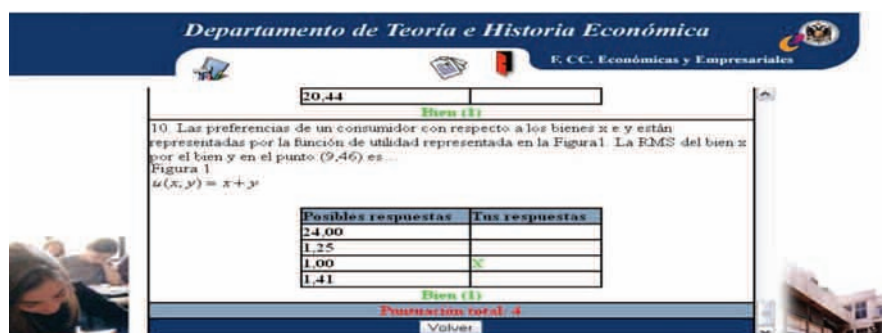 Departamento de Teoría e Historia Económica
F. CC. Económicas y Empresariales
20,44
Bien (1)
10. Las preferencias de un consumidor con respecto a los bienes x e y están
representadas por la función de utilidad representada en la Figura1. La RMS del bien x
por el bien y en el punto (9,46) es...
Figura 1
u(x, y) = x + y
Posibles respuestas Tus respuestas
24,00
1,25
1,00 X
1,41
Bien (1)
Puntuación total: 4
Volver